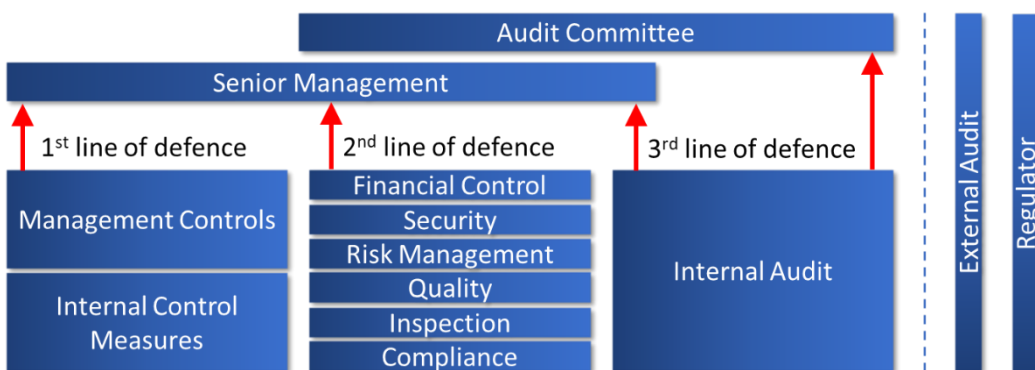 Audit Committee
Senior Management
1st line of defence
2nd line of defence
3rd line of defence
Management Controls
Internal Control
Measures
Financial Control
Security
Risk Management
Quality
Inspection
Compliance
Internal Audit
External Audit
Regulator